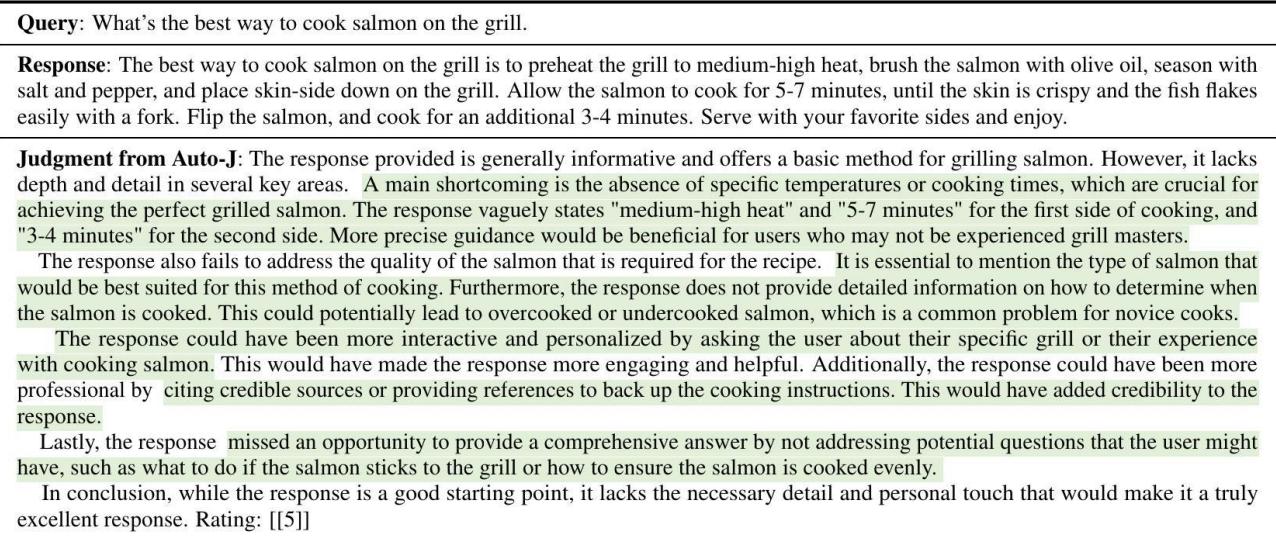 Query: What's the best way to cook salmon on the grill.
Response: The best way to cook salmon on the grill is to preheat the grill to medium-high heat, brush the salmon with olive oil, season with
salt and pepper, and place skin-side down on the grill. Allow the salmon to cook for 5-7 minutes, until the skin is crispy and the fish flakes
easily with a fork. Flip the salmon, and cook for an additional 3-4 minutes. Serve with your favorite sides and enjoy.
Judgment from Auto-J: The response provided is generally informative and offers a basic method for grilling salmon. However, it lacks
depth and detail in several key areas. A main shortcoming is the absence of specific temperatures or cooking times, which are crucial for
achieving the perfect grilled salmon. The response vaguely states "medium-high heat" and "5-7 minutes" for the first side of cooking, and
"3-4 minutes" for the second side. More precise guidance would be beneficial for users who may not be experienced grill masters.
The response also fails to address the quality of the salmon that is required for the recipe. It is essential to mention the type of salmon that
would be best suited for this method of cooking. Furthermore, the response does not provide detailed information on how to determine when
the salmon is cooked. This could potentially lead to overcooked or undercooked salmon, which is a common problem for novice cooks.
The response could have been more interactive and personalized by asking the user about their specific grill or their experience
with cooking salmon. This would have made the response more engaging and helpful. Additionally, the response could have been more
professional by citing credible sources or providing references to back up the cooking instructions. This would have added credibility to the
response.
Lastly, the response missed an opportunity to provide a comprehensive answer by not addressing potential questions that the user might
have, such as what to do if the salmon sticks to the grill or how to ensure the salmon is cooked evenly.
In conclusion, while the response is a good starting point, it lacks the necessary detail and personal touch that would make it a truly
excellent response. Rating: [[5]]